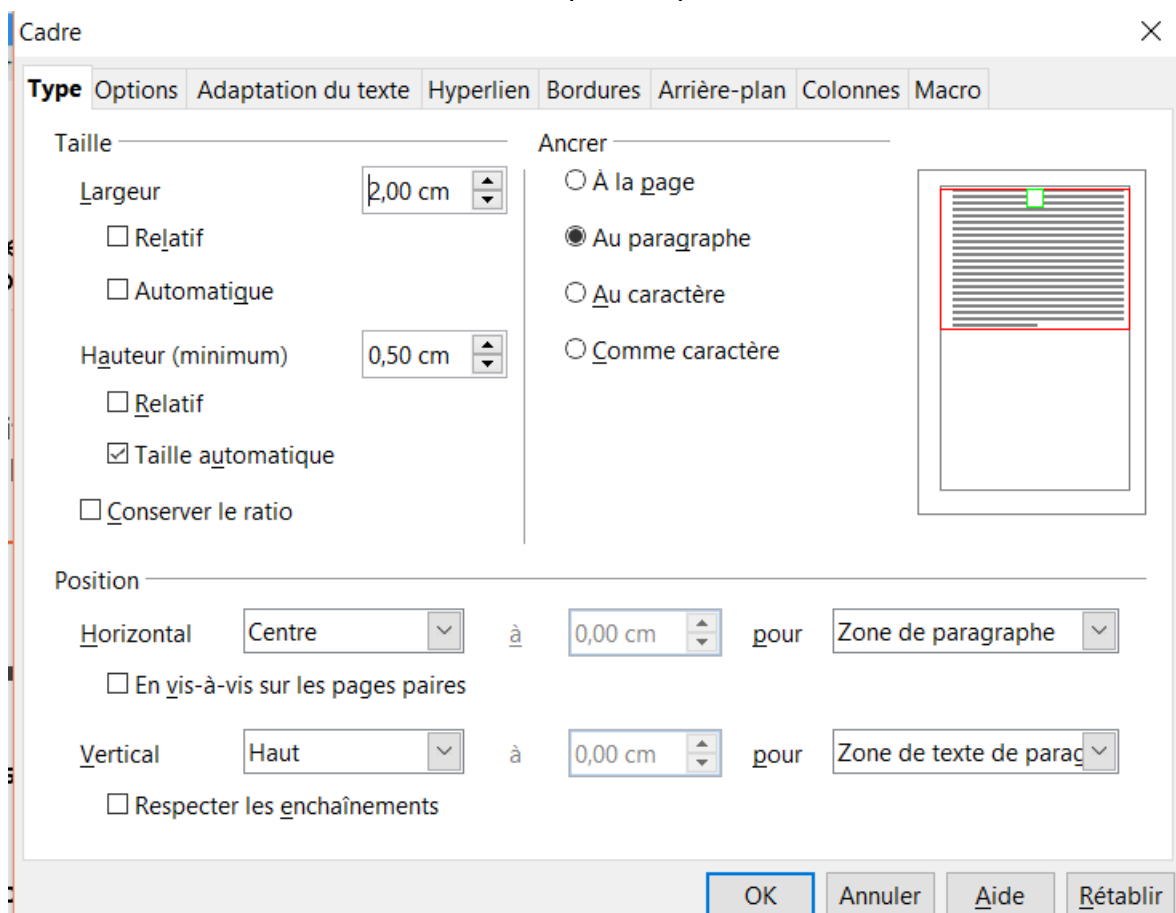 Cadre
Type Options Adaptation du texte Hyperlien Bordures Arrière-plan Colonnes Macro
Taille
Largeur 2,00 cm
Relatif
Automatique
Hauteur (minimum) 0,50 cm
Relatif
Taille automatique
Conserver le ratio
Ancrer
À la page
Au paragraphe
Au caractère
Comme caractère
Position
Horizontal Centre à 0,00 cm pour Zone de paragraphe
En vis-à-vis sur les pages paires
Vertical Haut à 0,00 cm pour Zone de texte de parag
Respecter les enchaînements
OK Annuler Aide Rétablir